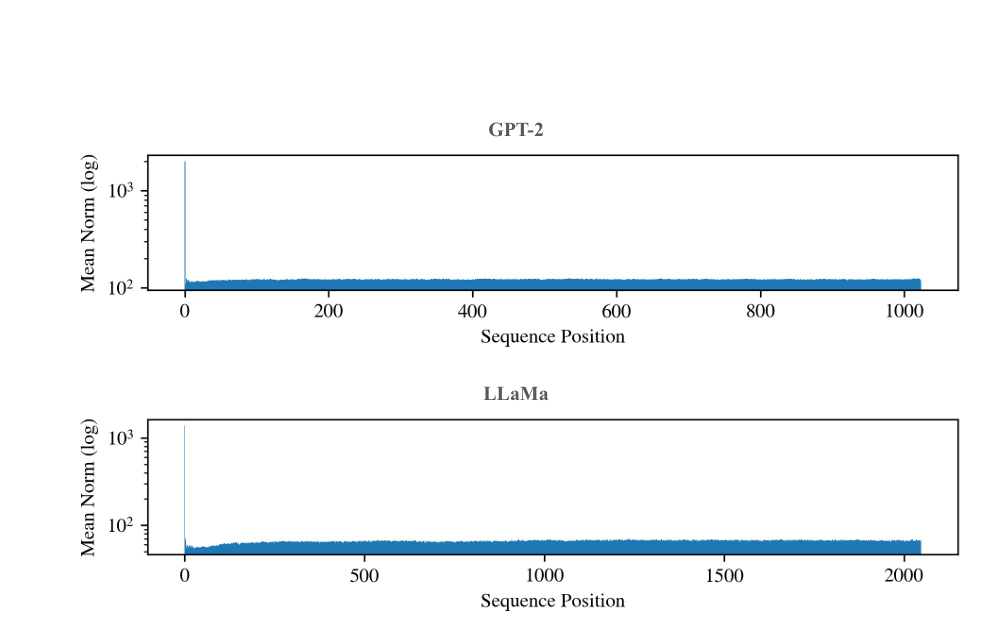 GPT-2
Mean Norm (log)
10³
10²
0 200 400 600 800 1000
Sequence Position
LLaMa
Mean Norm (log)
10³
10²
0 500 1000 1500 2000
Sequence Position